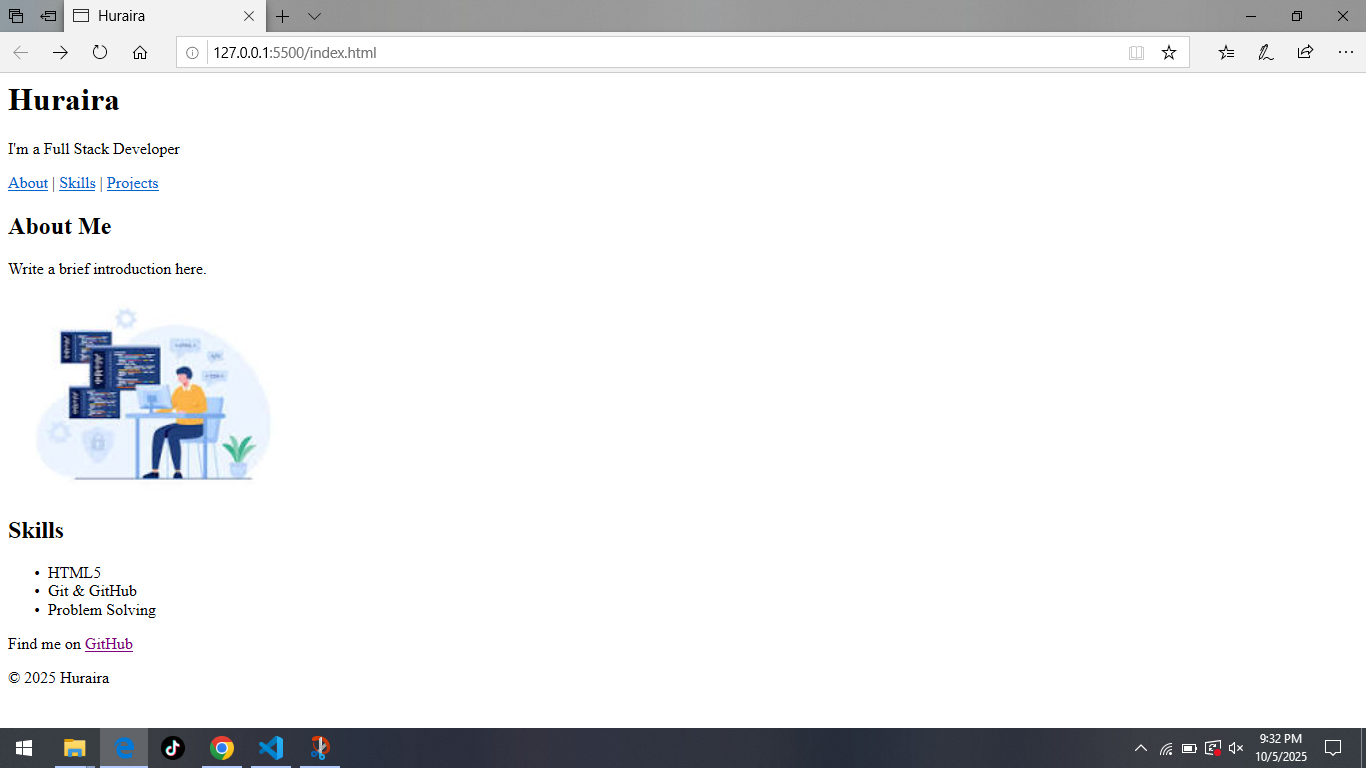 Huraira
127.0.0.1:5500/index.html
Huraira
I'm a Full Stack Developer
About | Skills | Projects
About Me
Write a brief introduction here.
Skills
• HTML5
• Git & GitHub
• Problem Solving
Find me on GitHub
© 2025 Huraira
9:32 PM
10/5/2025